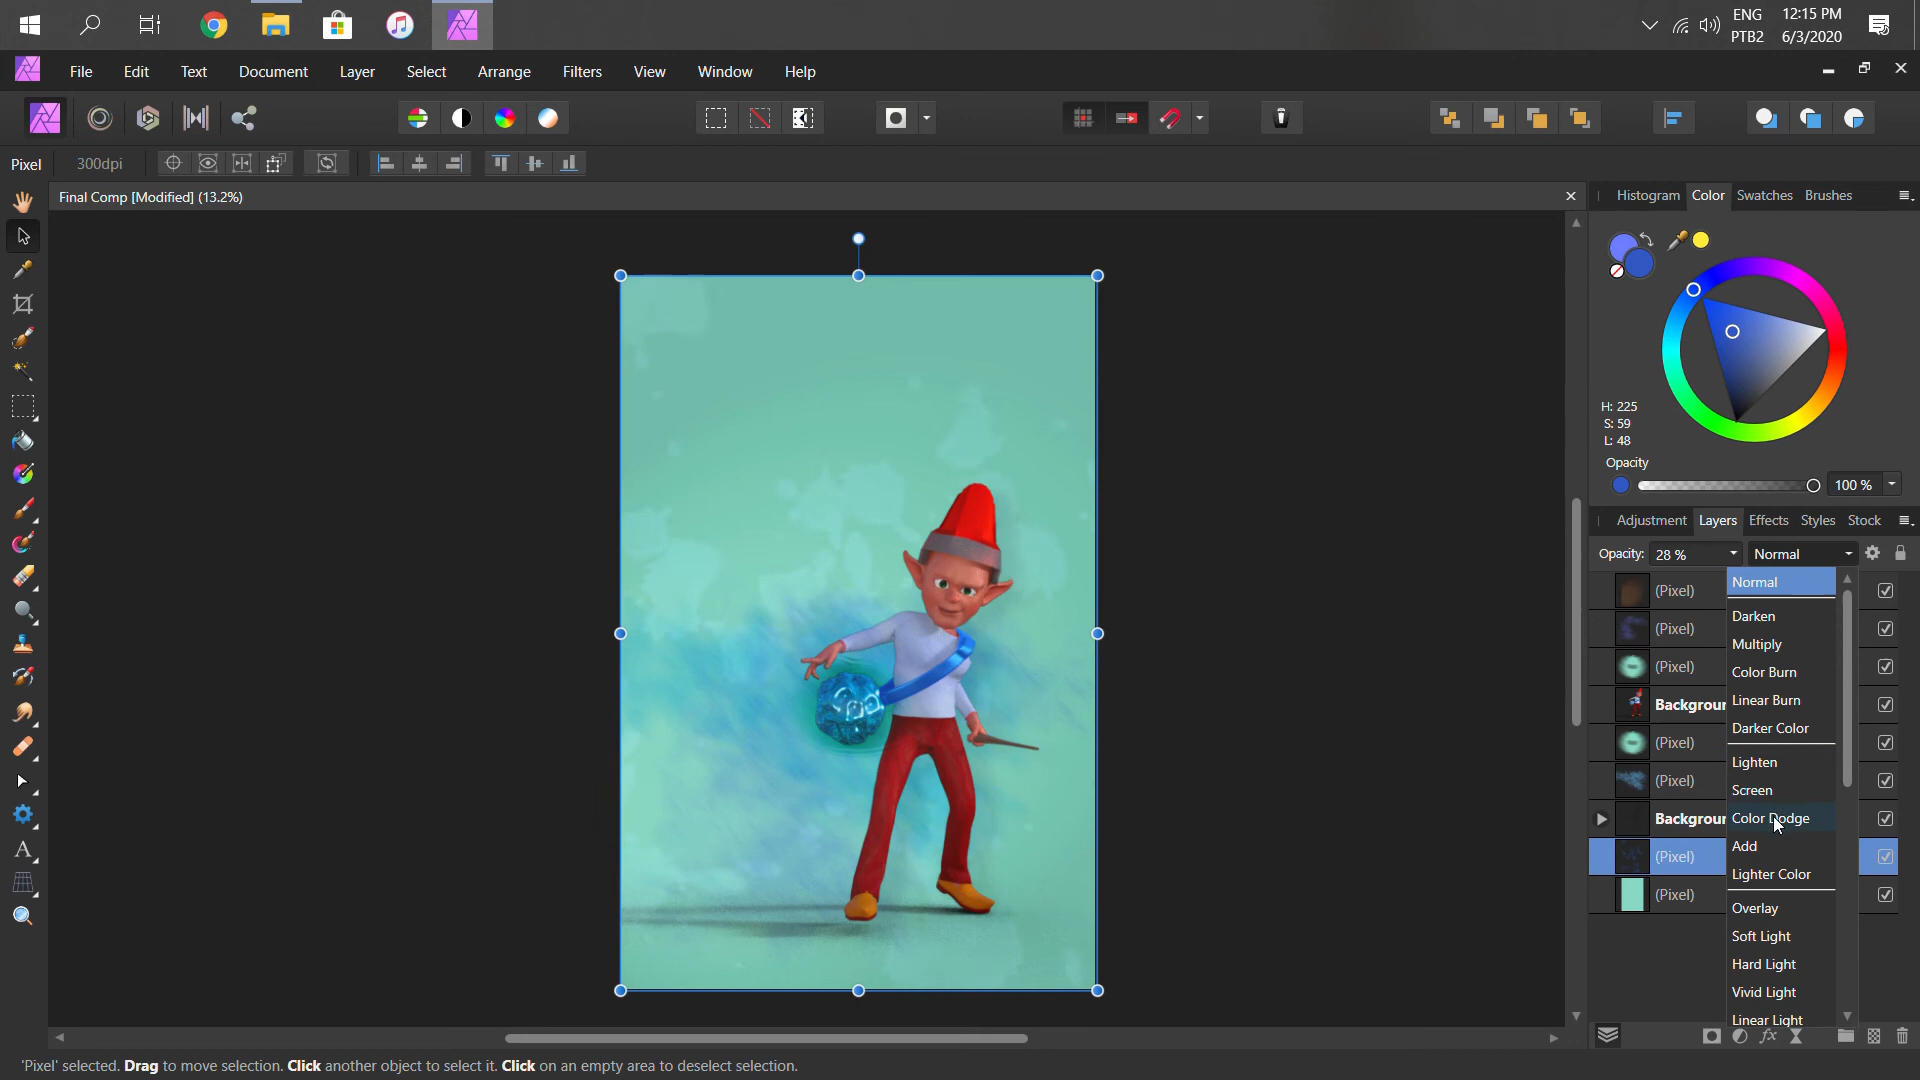 ENG 12:15 PM
PTB2 6/3/2020
File Edit Text Document Layer Select Arrange Filters View Window Help
Pixel 300dpi
Final Comp [Modified] (13.2%)
Histogram Color Swatches Brushes
H: 225
S: 59
L: 48
Opacity
100 %
Adjustment Layers Effects Styles Stock
Opacity: 28 % Normal
(Pixel) Normal
Darken
(Pixel)
Multiply
(Pixel) Color Burn
Backgroun Linear Burn
Darker Color
(Pixel)
Lighten
(Pixel) Screen
Backgroun Color Dodge
Add
(Pixel)
Lighter Color
(Pixel)
Overlay
Soft Light
Hard Light
Vivid Light
Linear Light
'Pixel' selected. Drag to move selection. Click another object to select it. Click on an empty area to deselect selection.